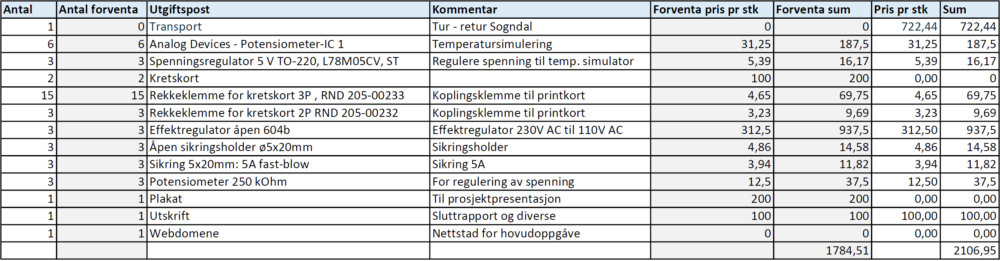 Antal Antal forventa Utgiftspost Kommentar Forventa pris pr stk Forventa sum Pris pr stk Sum
1 0 Transport Tur - retur Sogndal 0 0 722,44 722,44
6 6 Analog Devices - Potensiometer-IC 1 Temperatursimulering 31,25 187,5 31,25 187,5
3 3 Spenningsregulator 5 V TO-220, L78M05CV, ST Regulere spenning til temp. simulator 5,39 16,17 5,39 16,17
2 2 Kretskort 100 200 0,00 0
15 15 Rekkeklemme for kretskort 3P , RND 205-00233 Koplingsklemme til printkort 4,65 69,75 4,65 69,75
3 3 Rekkeklemme for kretskort 2P RND 205-00232 Koplingsklemme til printkort 3,23 9,69 3,23 9,69
3 3 Effektregulator åpen 604b Effektregulator 230V AC til 110V AC 312,5 937,5 312,50 937,5
3 3 Åpen sikringsholder ø5x20mm Sikringsholder 4,86 14,58 4,86 14,58
3 3 Sikring 5x20mm: 5A fast-blow Sikring 5A 3,94 11,82 3,94 11,82
3 3 Potensiometer 250 kOhm For regulering av spenning 12,5 37,5 12,50 37,5
1 1 Plakat Til prosjektpresentasjon 200 200 0,00 0,00
1 1 Utskrift Sluttrapport og diverse 100 100 100,00 100,00
1 1 Webdomene Nettstad for hovudoppgåve 0 0 0,00 0,00
1784,51 2106,95